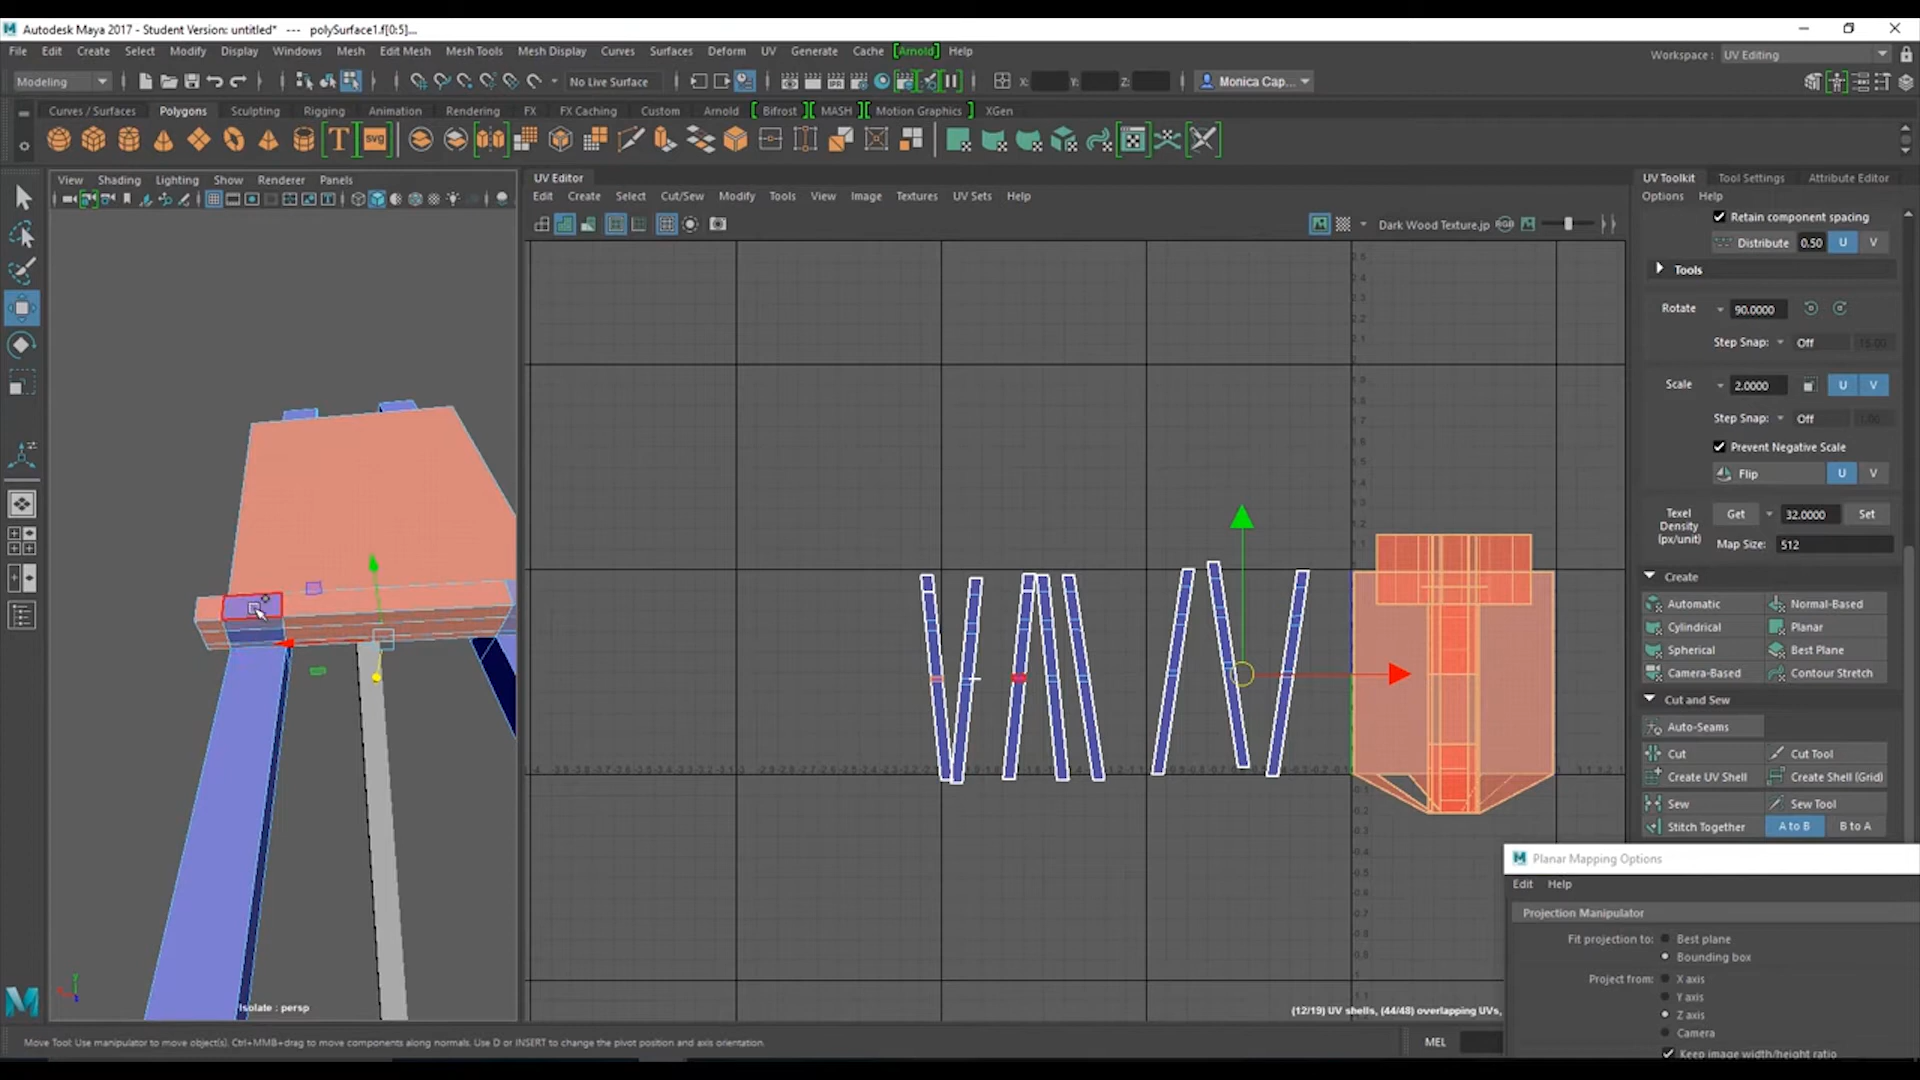 Autodesk Maya 2017 - Student Version: untitled* --- polySurface1.f[0:5]...
File Edit Create Select Modify Display Windows Mesh Edit Mesh Mesh Tools Mesh Display Curves Surfaces Deform UV Generate Cache [Arnold] Help
Workspace : UV Editing
Modeling
No Live Surface
X: Y: Z:
Monica Cap...
Curves / Surfaces Polygons Sculpting Rigging Animation Rendering FX FX Caching Custom Arnold Bifrost MASH Motion Graphics XGen
T svg
View Shading Lighting Show Renderer Panels
UV Editor
Edit Create Select Cut/Sew Modify Tools View Image Textures UV Sets Help
Dark Wood Texture.jp RGB
UV Toolkit Tool Settings Attribute Editor
Options Help
Retain component spacing
Distribute 0.50 U V
Tools
Rotate 90.0000
Step Snap: Off 15.00
Scale 2.0000 U V
Step Snap: Off 1.00
Prevent Negative Scale
Flip U V
Texel Density (px/unit) Get 32.0000 Set
Map Size: 512
Create
Automatic Normal-Based
Cylindrical Planar
Spherical Best Plane
Camera-Based Contour Stretch
Cut and Sew
Auto-Seams
Cut Cut Tool
Create UV Shell Create Shell (Grid)
Sew Sew Tool
Stitch Together A to B B to A
Planar Mapping Options
Edit Help
Projection Manipulator
Fit projection to: Best plane
Bounding box
Project from: X axis
Y axis
Z axis
Camera
Keep image width/height ratio
Isolate : persp
(12/19) UV shells, (44/48) overlapping UVs,
Move Tool: Use manipulator to move object(s). Ctrl+MMB+drag to move components along normals. Use D or INSERT to change the pivot position and axis orientation.
MEL